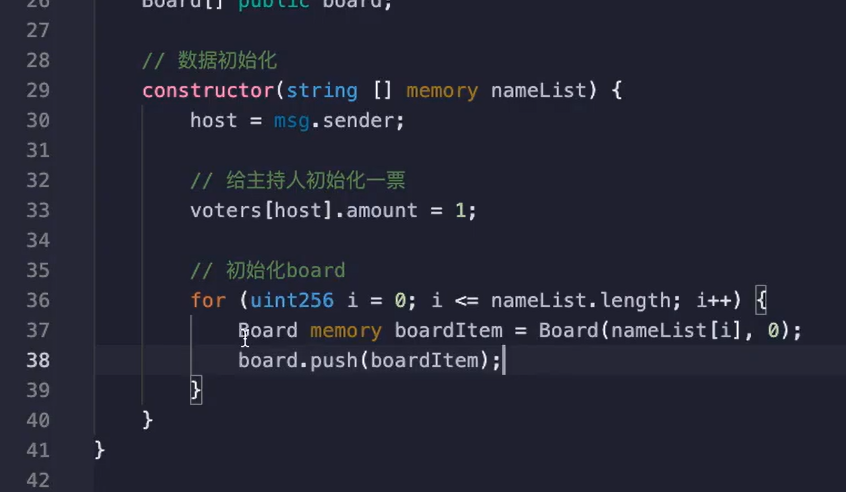 26 Board[] public board;
27
28 // 数据初始化
29 constructor(string [] memory nameList) {
30 host = msg.sender;
31
32 // 给主持人初始化一票
33 voters[host].amount = 1;
34
35 // 初始化board
36 for (uint256 i = 0; i <= nameList.length; i++) {
37 Board memory boardItem = Board(nameList[i], 0);
38 board.push(boardItem);
39 }
40 }
41 }
42